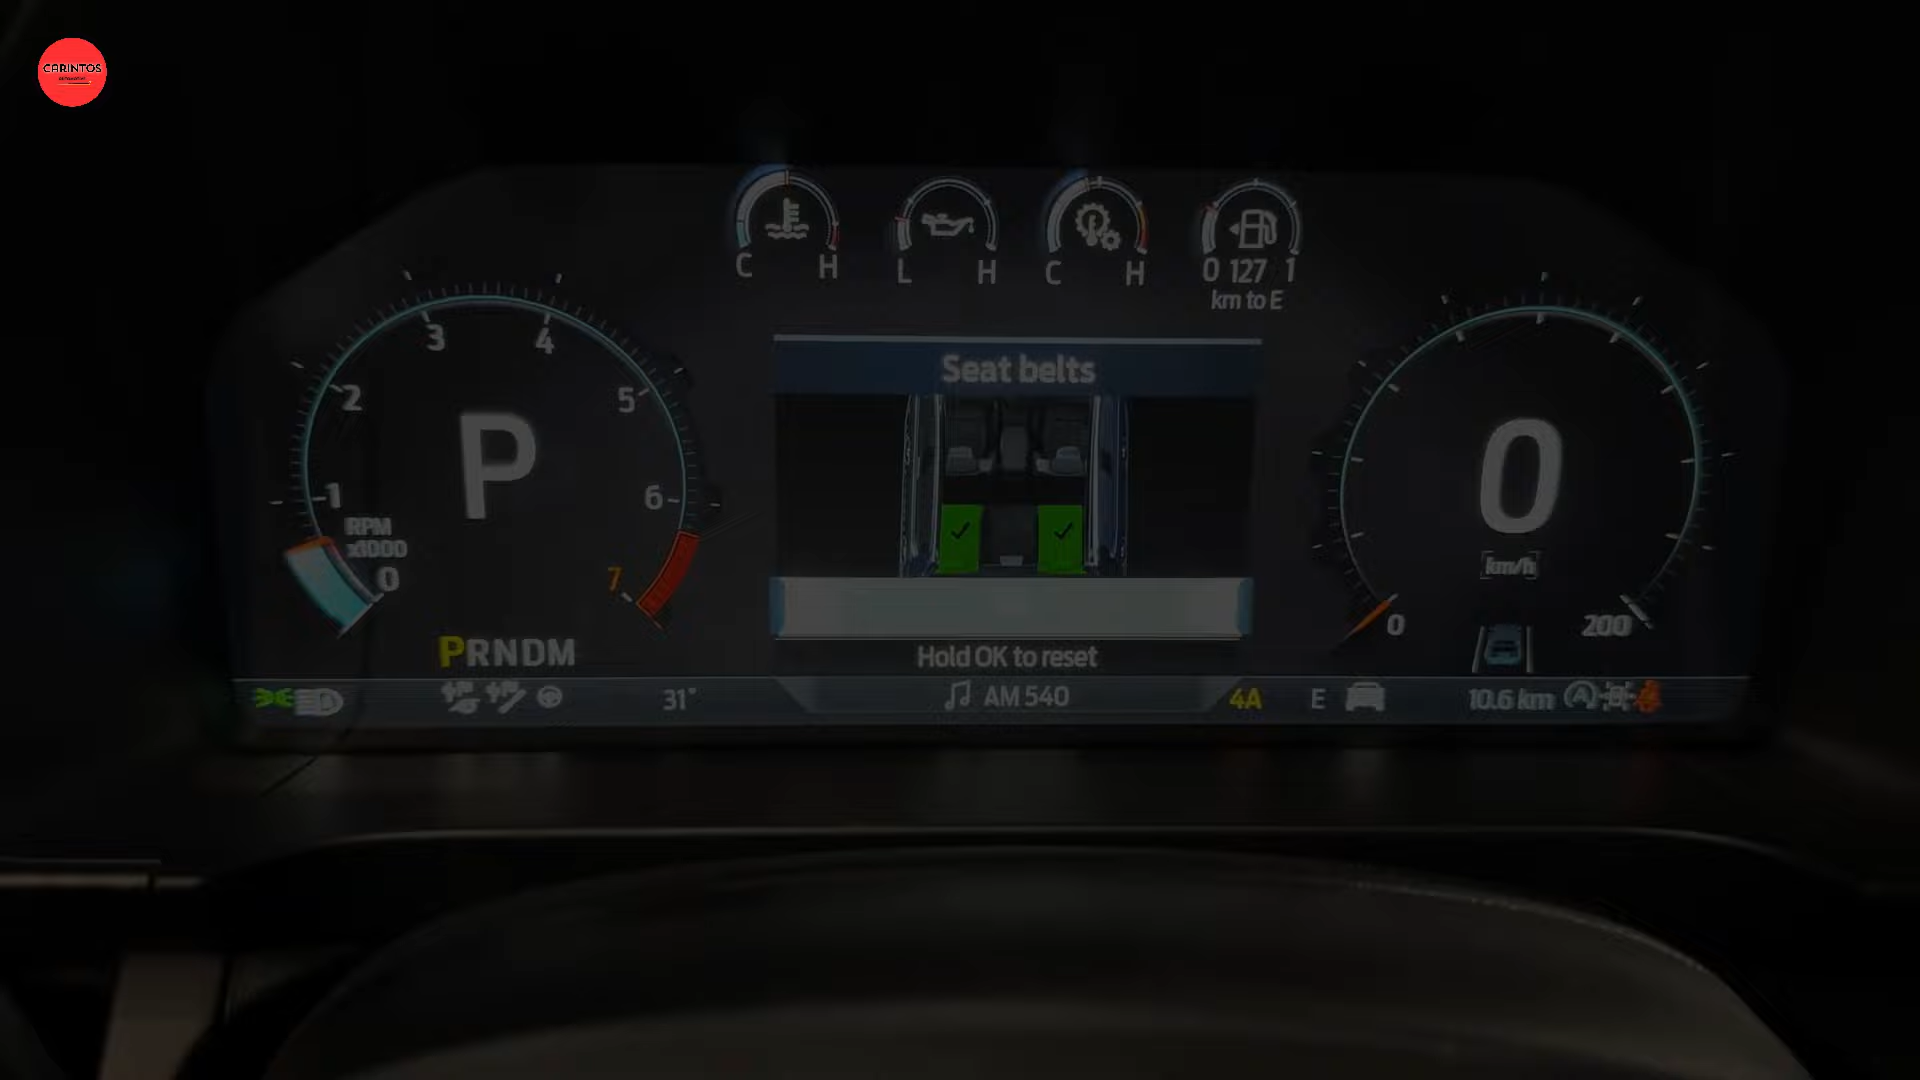 CARINTOS
C H
L H
C H
0 127 1
km to E
Seat belts
1
2
3
4
5
6
7
0
RPM
x1000
P
PRNDM
0
km/h
0
200
Hold OK to reset
31°
AM 540
4A
E
10.6 km
A